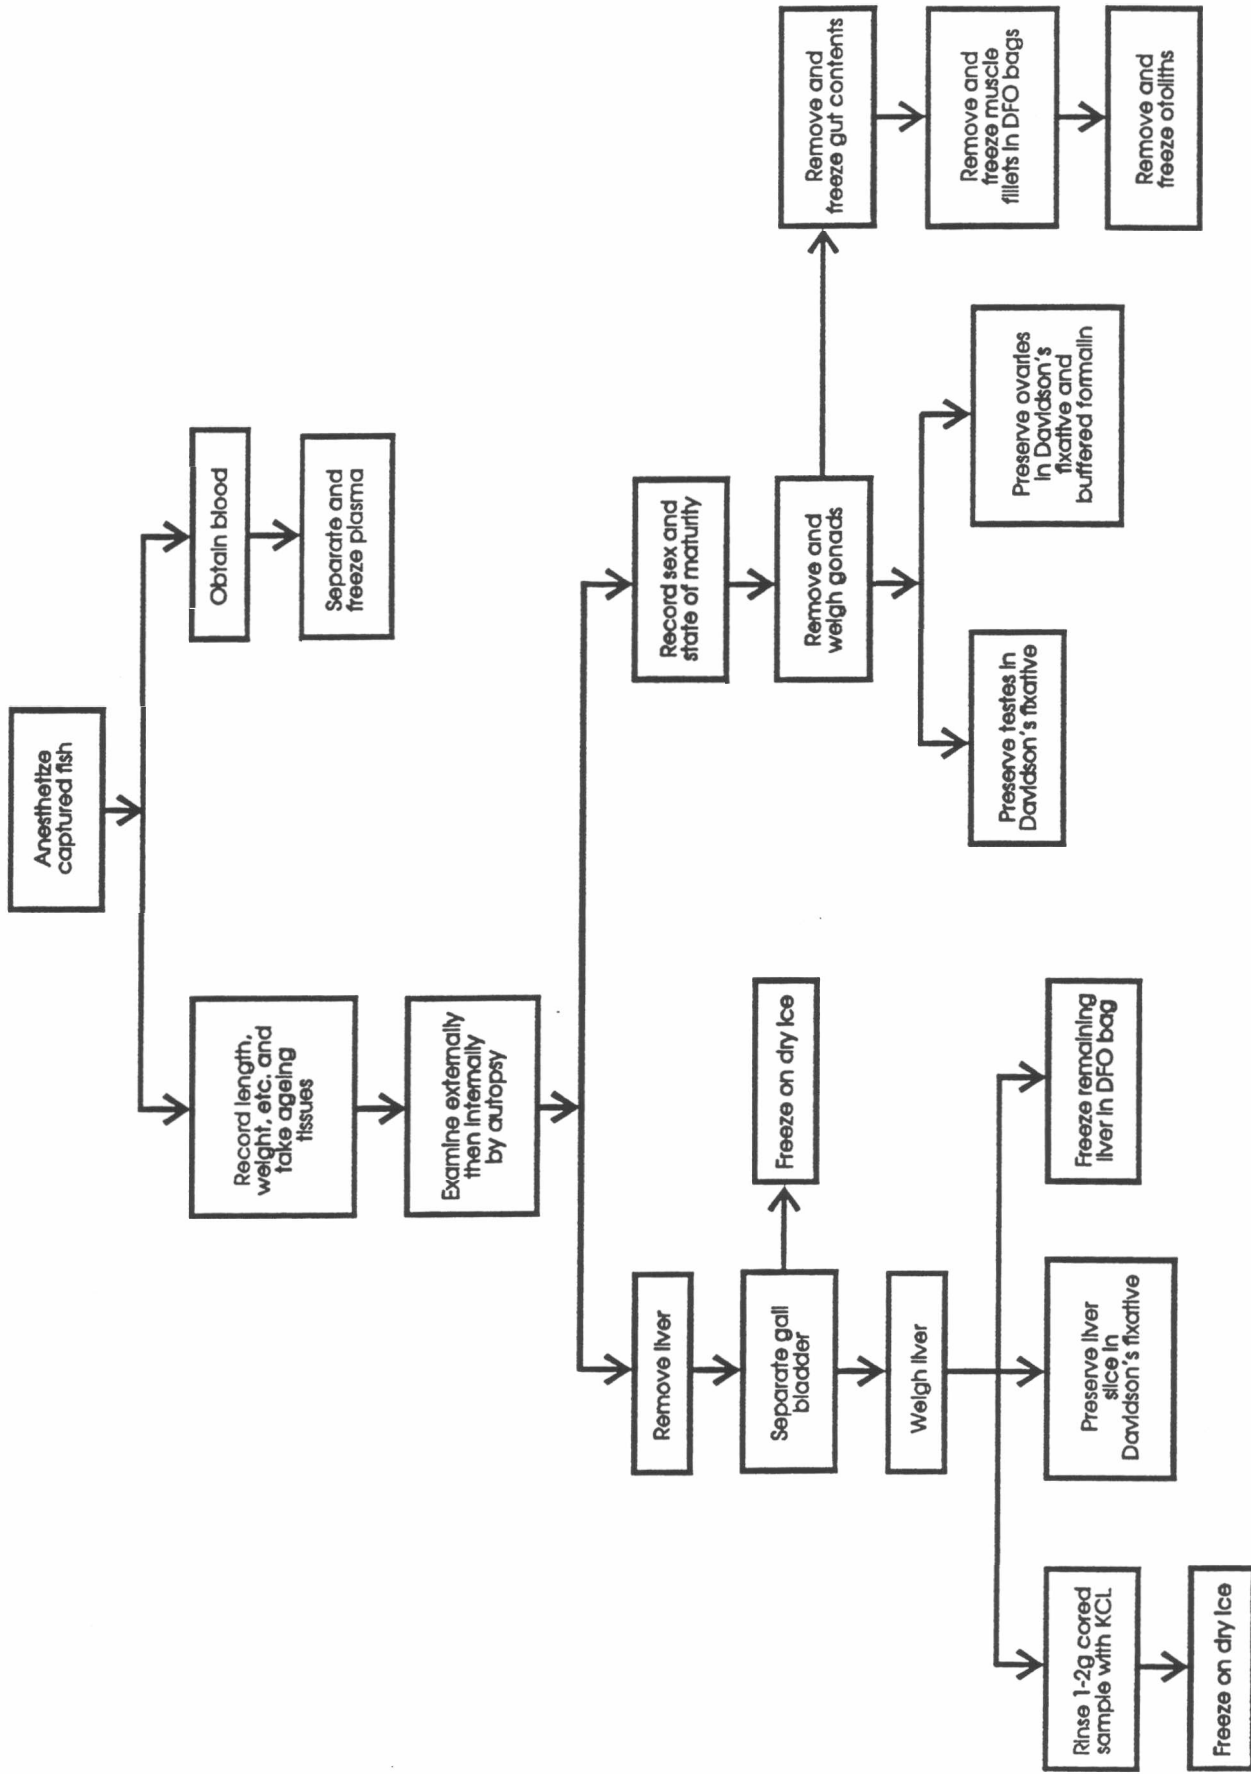 Anesthetize
captured fish
Record length,
weight, etc. and
take ageing
tissues
Obtain blood
Examine externally
then internally
by autopsy
Separate and
freeze plasma
Remove liver
Record sex and
state of maturity
Separate gall
bladder
Freeze on dry ice
Remove and
weigh gonads
Remove and
freeze gut contents
Weigh liver
Preserve testes in
Davidson's fixative
Preserve ovaries
in Davidson's
fixative and
buffered formalin
Remove and
freeze muscle
fillets in DFO bags
Rinse 1-2g cored
sample with KCL
Preserve liver
slice in
Davidson's fixative
Freeze remaining
liver in DFO bag
Remove and
freeze otoliths
Freeze on dry ice